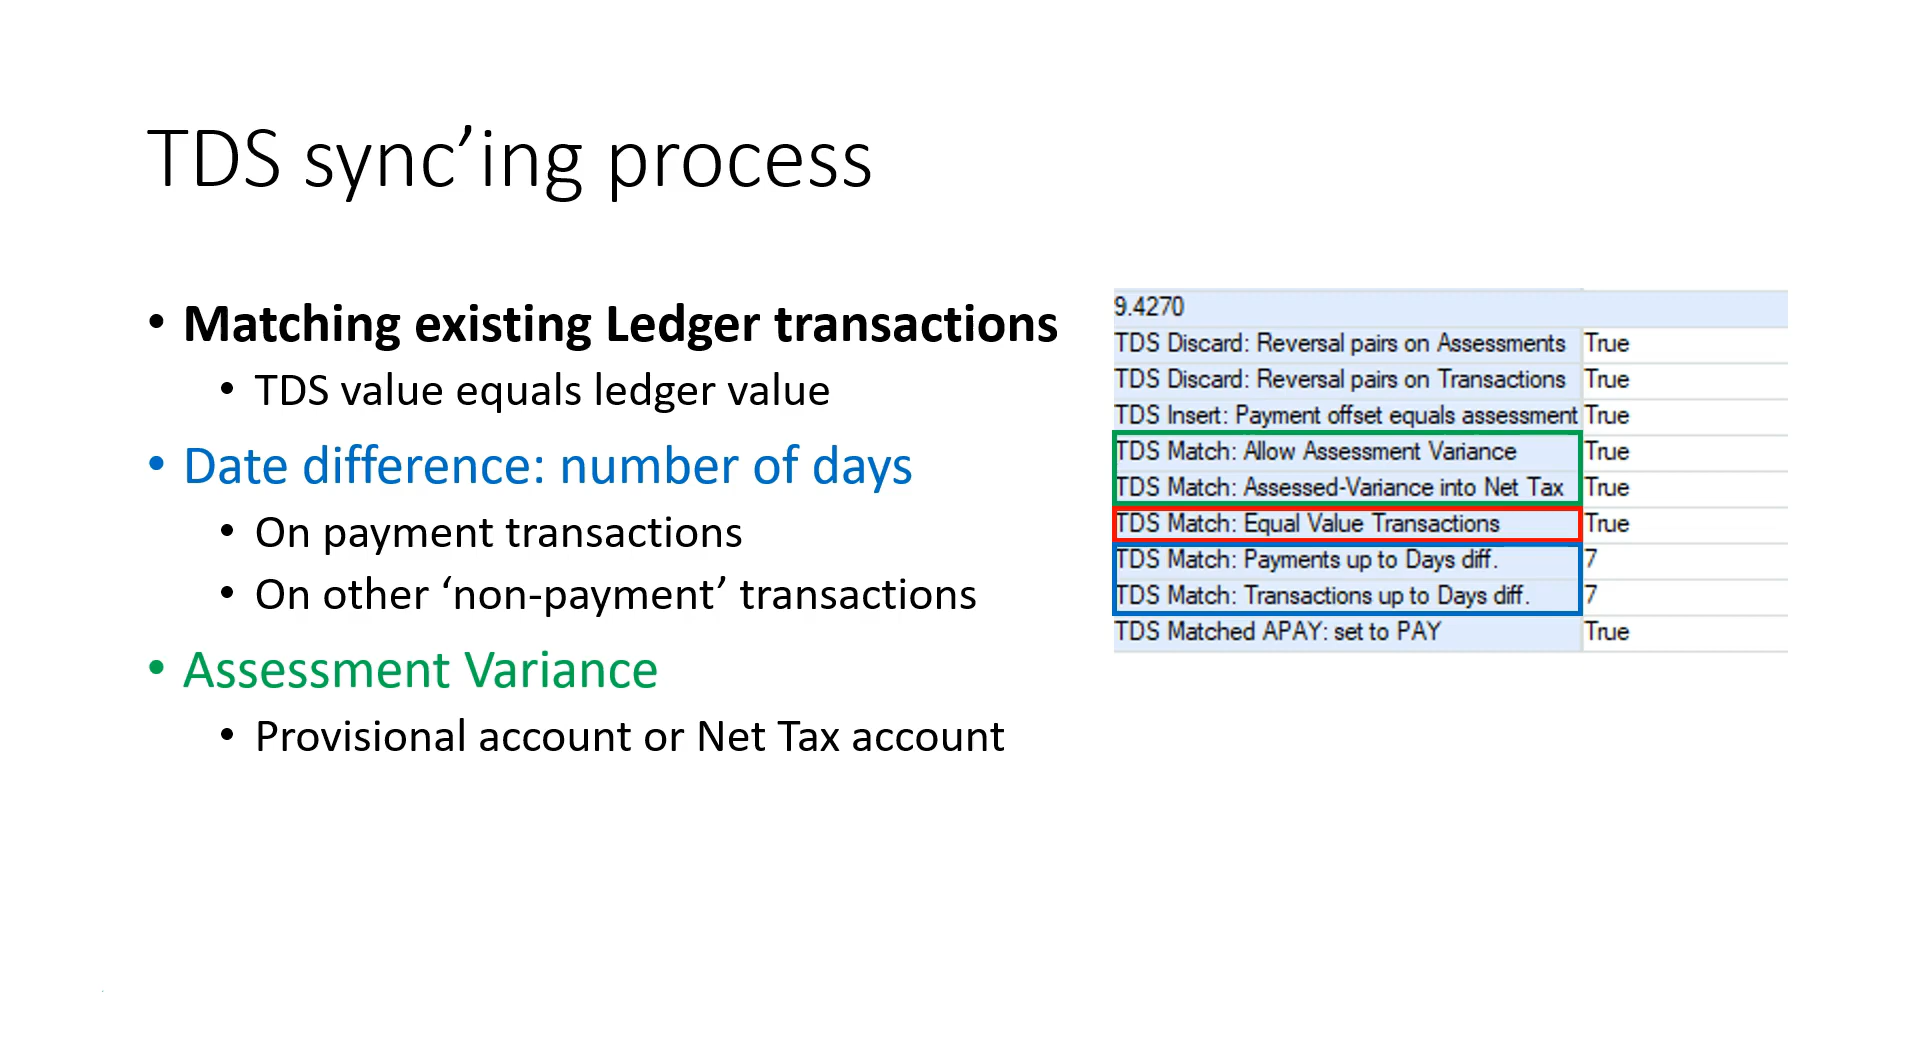 TDS sync’ing process
• Matching existing Ledger transactions
• TDS value equals ledger value
• Date difference: number of days
• On payment transactions
• On other ‘non-payment’ transactions
• Assessment Variance
• Provisional account or Net Tax account
9.4270
TDS Discard: Reversal pairs on Assessments True
TDS Discard: Reversal pairs on Transactions True
TDS Insert: Payment offset equals assessment True
TDS Match: Allow Assessment Variance True
TDS Match: Assessed-Variance into Net Tax True
TDS Match: Equal Value Transactions True
TDS Match: Payments up to Days diff. 7
TDS Match: Transactions up to Days diff. 7
TDS Matched APAY: set to PAY True